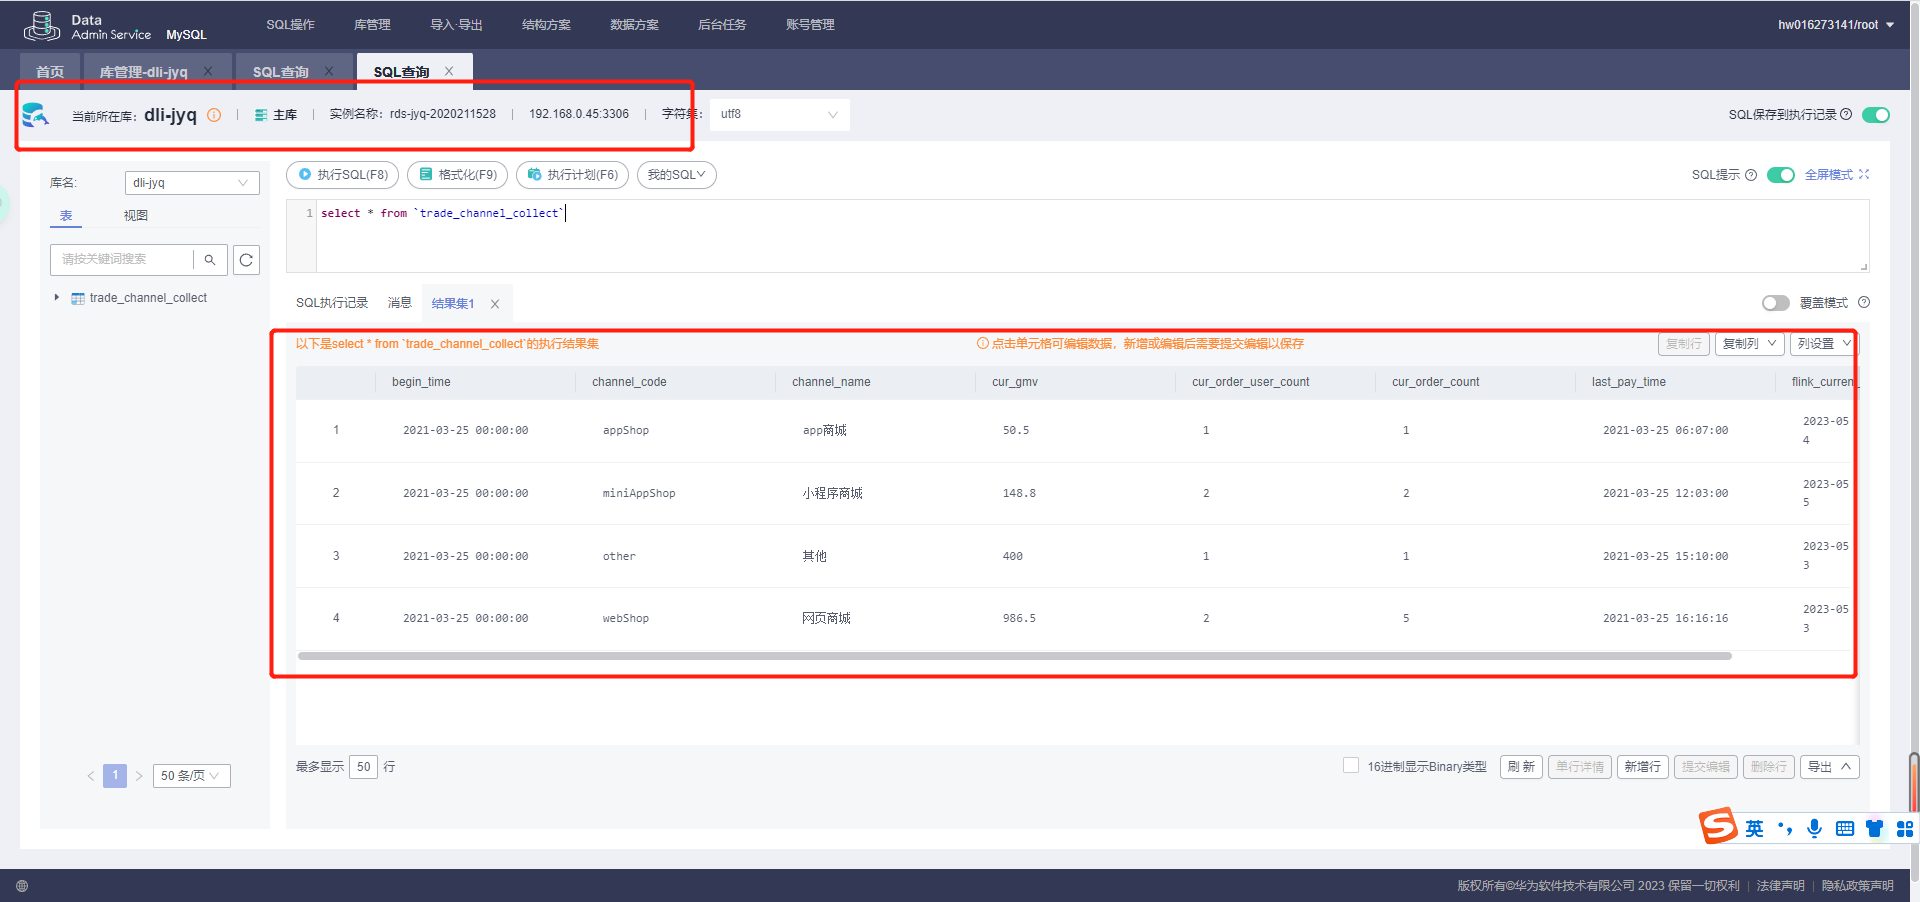 Data
Admin Service MySQL
SQL操作 库管理 导入·导出 结构方案 数据方案 后台任务 账号管理 hw016273141/root
首页 库管理-dli-jyq SQL查询 SQL查询
当前所在库: dli-jyq 主库 实例名称: rds-jyq-2020211528 192.168.0.45:3306 字符集: utf8 SQL保存到执行记录
库名: dli-jyq
表 视图
请按关键词搜索
trade_channel_collect
1 50 条/页
执行SQL(F8) 格式化(F9) 执行计划(F6) 我的SQL SQL提示 全屏模式
1 select * from `trade_channel_collect`
SQL执行记录 消息 结果集1 覆盖模式
以下是select * from `trade_channel_collect`的执行结果集 点击单元格可编辑数据，新增或编辑后需要提交编辑以保存 复制行 复制列 列设置
begin_time channel_code channel_name cur_gmv cur_order_user_count cur_order_count last_pay_time flink_curren_
1 2021-03-25 00:00:00 appShop app商城 50.5 1 1 2021-03-25 06:07:00 2023-05
4
2 2021-03-25 00:00:00 miniAppShop 小程序商城 148.8 2 2 2021-03-25 12:03:00 2023-05
5
3 2021-03-25 00:00:00 other 其他 400 1 1 2021-03-25 15:10:00 2023-05
3
4 2021-03-25 00:00:00 webShop 网页商城 986.5 2 5 2021-03-25 16:16:16 2023-05
3
最多显示 50 行 16进制显示Binary类型 刷 新 单行详情 新增行 提交编辑 删除行 导出
S 英
版权所有©华为软件技术有限公司 2023 保留一切权利 法律声明 隐私政策声明